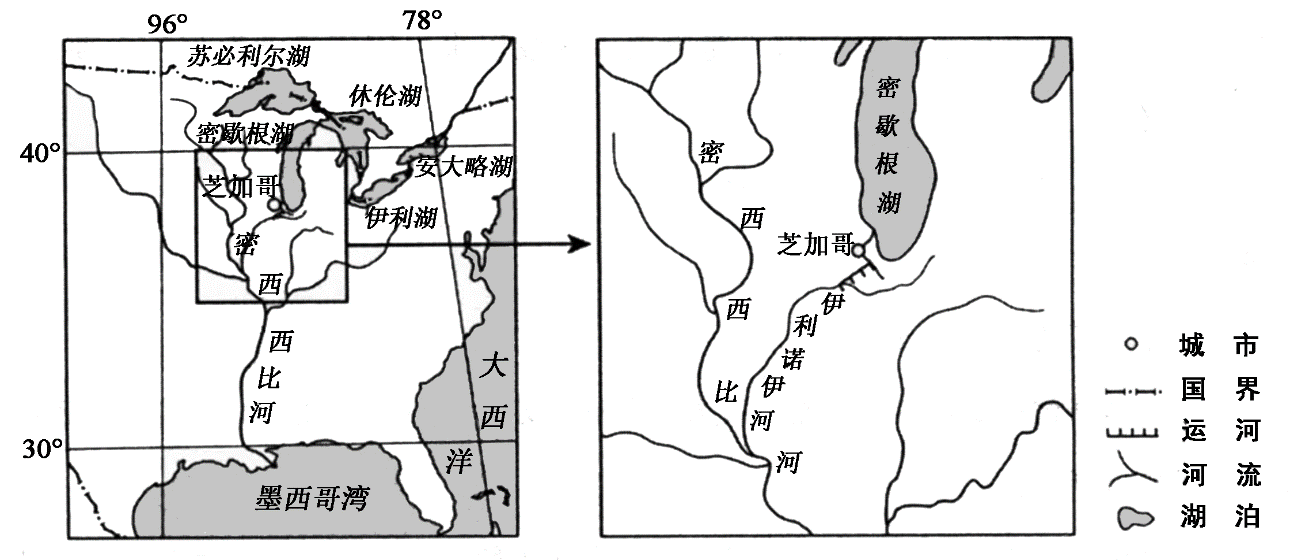 96°
78°
苏必利尔湖
休伦湖
密歇根湖
40°
安大略湖
芝加哥
伊利湖
密西西比河
大西洋
30°
墨西哥湾
密歇根湖
密西西比河
芝加哥
伊利诺伊河
城市
国界
运河
河流
湖泊